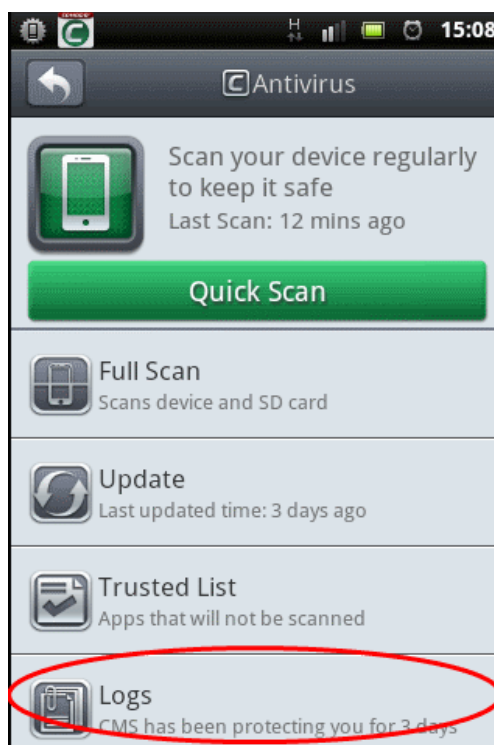 H
15:08
C Antivirus
Scan your device regularly
to keep it safe
Last Scan: 12 mins ago
Quick Scan
Full Scan
Scans device and SD card
Update
Last updated time: 3 days ago
Trusted List
Apps that will not be scanned
Logs
CMS has been protecting you for 3 days